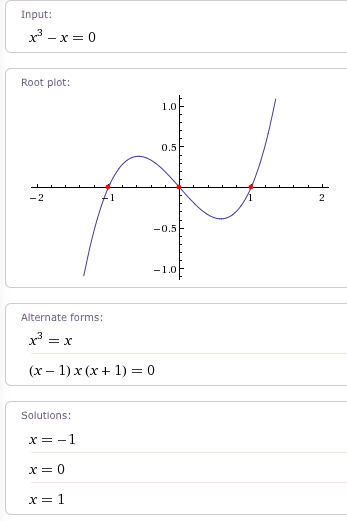 Input:
x³ − x = 0
Root plot:
1.0
0.5
−2 −1 1 2
−0.5
−1.0
Alternate forms:
x³ = x
(x − 1) x (x + 1) = 0
Solutions:
x = −1
x = 0
x = 1